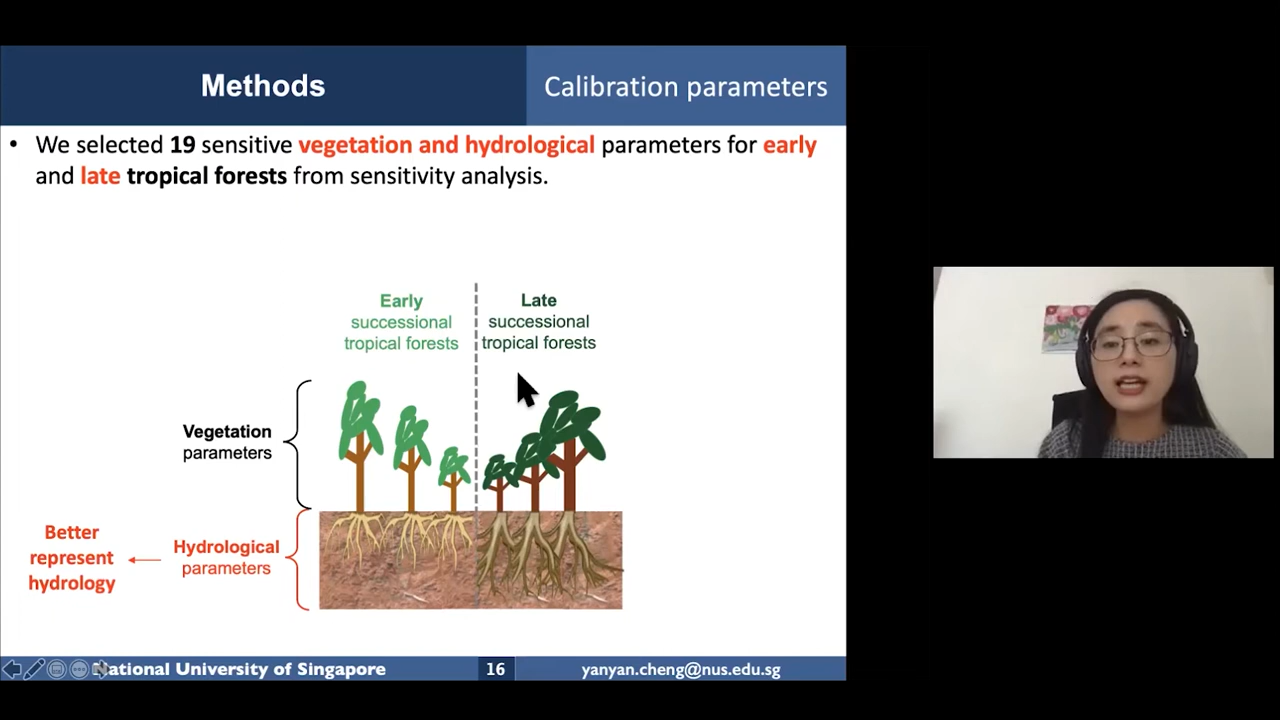 Methods
Calibration parameters
• We selected 19 sensitive vegetation and hydrological parameters for early
and late tropical forests from sensitivity analysis.
Early
successional
tropical forests
Late
successional
tropical forests
Vegetation
parameters
Better
represent
hydrology
Hydrological
parameters
National University of Singapore
16
yanyan.cheng@nus.edu.sg